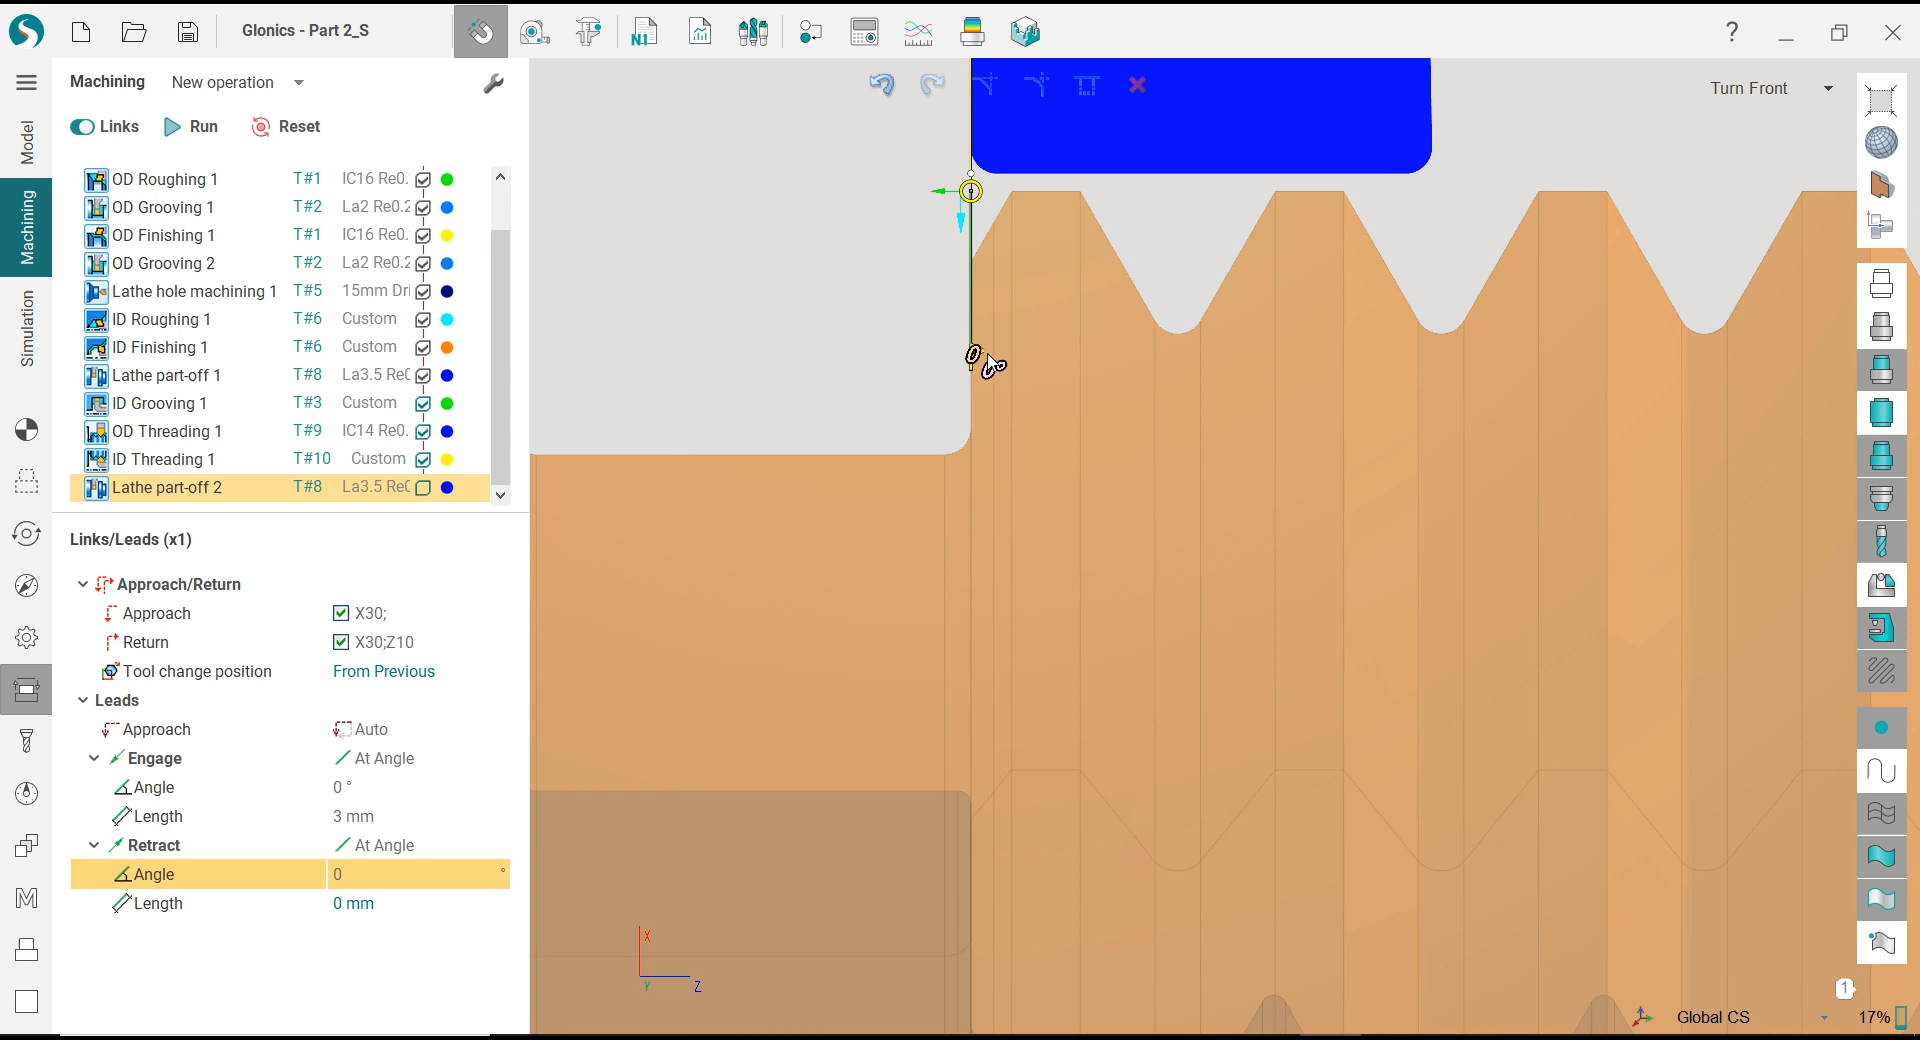 Glonics - Part 2_S
N1
?
Machining
New operation
Links
Run
Reset
Model
Machining
Simulation
OD Roughing 1 T#1 IC16 Re0.
OD Grooving 1 T#2 La2 Re0.2
OD Finishing 1 T#1 IC16 Re0.
OD Grooving 2 T#2 La2 Re0.2
Lathe hole machining 1 T#5 15mm Dri
ID Roughing 1 T#6 Custom
ID Finishing 1 T#6 Custom
Lathe part-off 1 T#8 La3.5 Re0
ID Grooving 1 T#3 Custom
OD Threading 1 T#9 IC14 Re0.
ID Threading 1 T#10 Custom
Lathe part-off 2 T#8 La3.5 Re0
Links/Leads (x1)
Approach/Return
Approach X30;
Return X30;Z10
Tool change position From Previous
Leads
Approach Auto
Engage At Angle
Angle 0 °
Length 3 mm
Retract At Angle
Angle 0 °
Length 0 mm
M
Turn Front
0
X
Y
Z
1
Global CS
17%